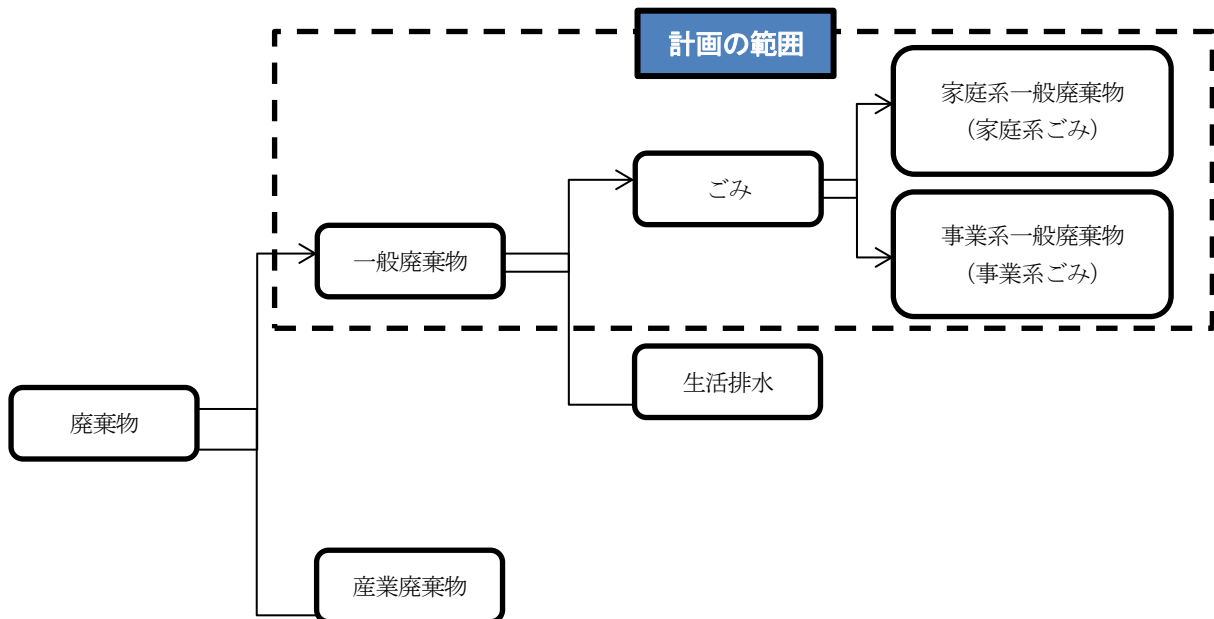 計画の範囲
家庭系一般廃棄物
（家庭系ごみ）
ごみ
事業系一般廃棄物
（事業系ごみ）
一般廃棄物
生活排水
廃棄物
産業廃棄物